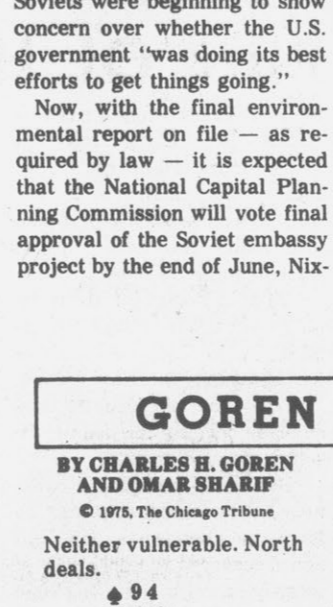 Soviets were beginning to show
concern over whether the U.S.
government “was doing its best
efforts to get things going.”
Now, with the final environ-
mental report on file — as re-
quired by law — it is expected
that the National Capital Plan-
ning Commission will vote final
approval of the Soviet embassy
project by the end of June, Nix-
GOREN
BY CHARLES H. GOREN
AND OMAR SHARIF
© 1975, The Chicago Tribune
Neither vulnerable. North
deals.
♠ 94